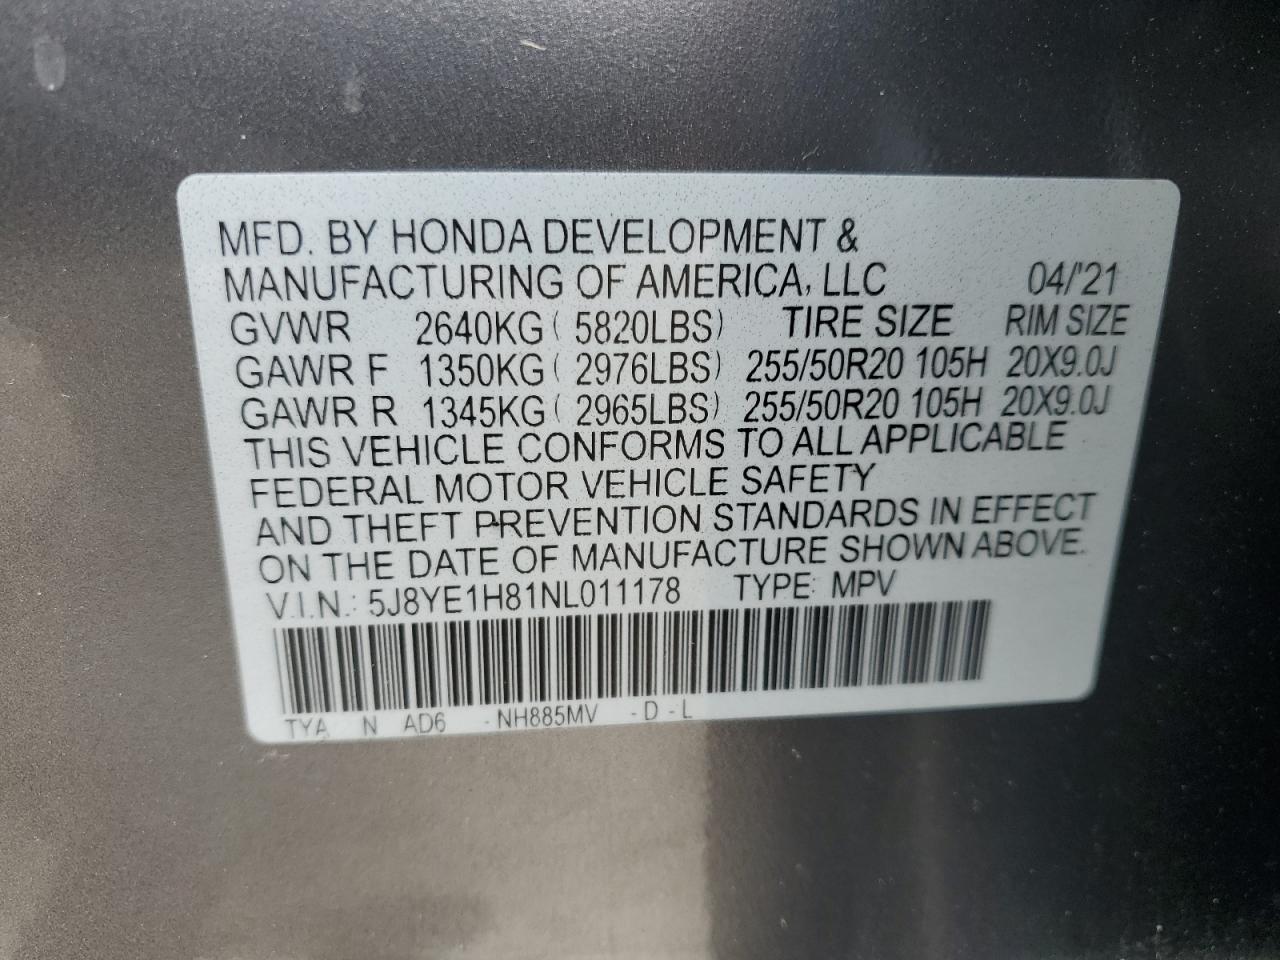 MFD. BY HONDA DEVELOPMENT &
MANUFACTURING OF AMERICA, LLC 04/'21
GVWR 2640KG ( 5820LBS) TIRE SIZE RIM SIZE
GAWR F 1350KG ( 2976LBS) 255/50R20 105H 20X9.0J
GAWR R 1345KG ( 2965LBS) 255/50R20 105H 20X9.0J
THIS VEHICLE CONFORMS TO ALL APPLICABLE
FEDERAL MOTOR VEHICLE SAFETY
AND THEFT PREVENTION STANDARDS IN EFFECT
ON THE DATE OF MANUFACTURE SHOWN ABOVE.
V.I.N.: 5J8YE1H81NL011178 TYPE: MPV
TYA N AD6 -NH885MV -D-L